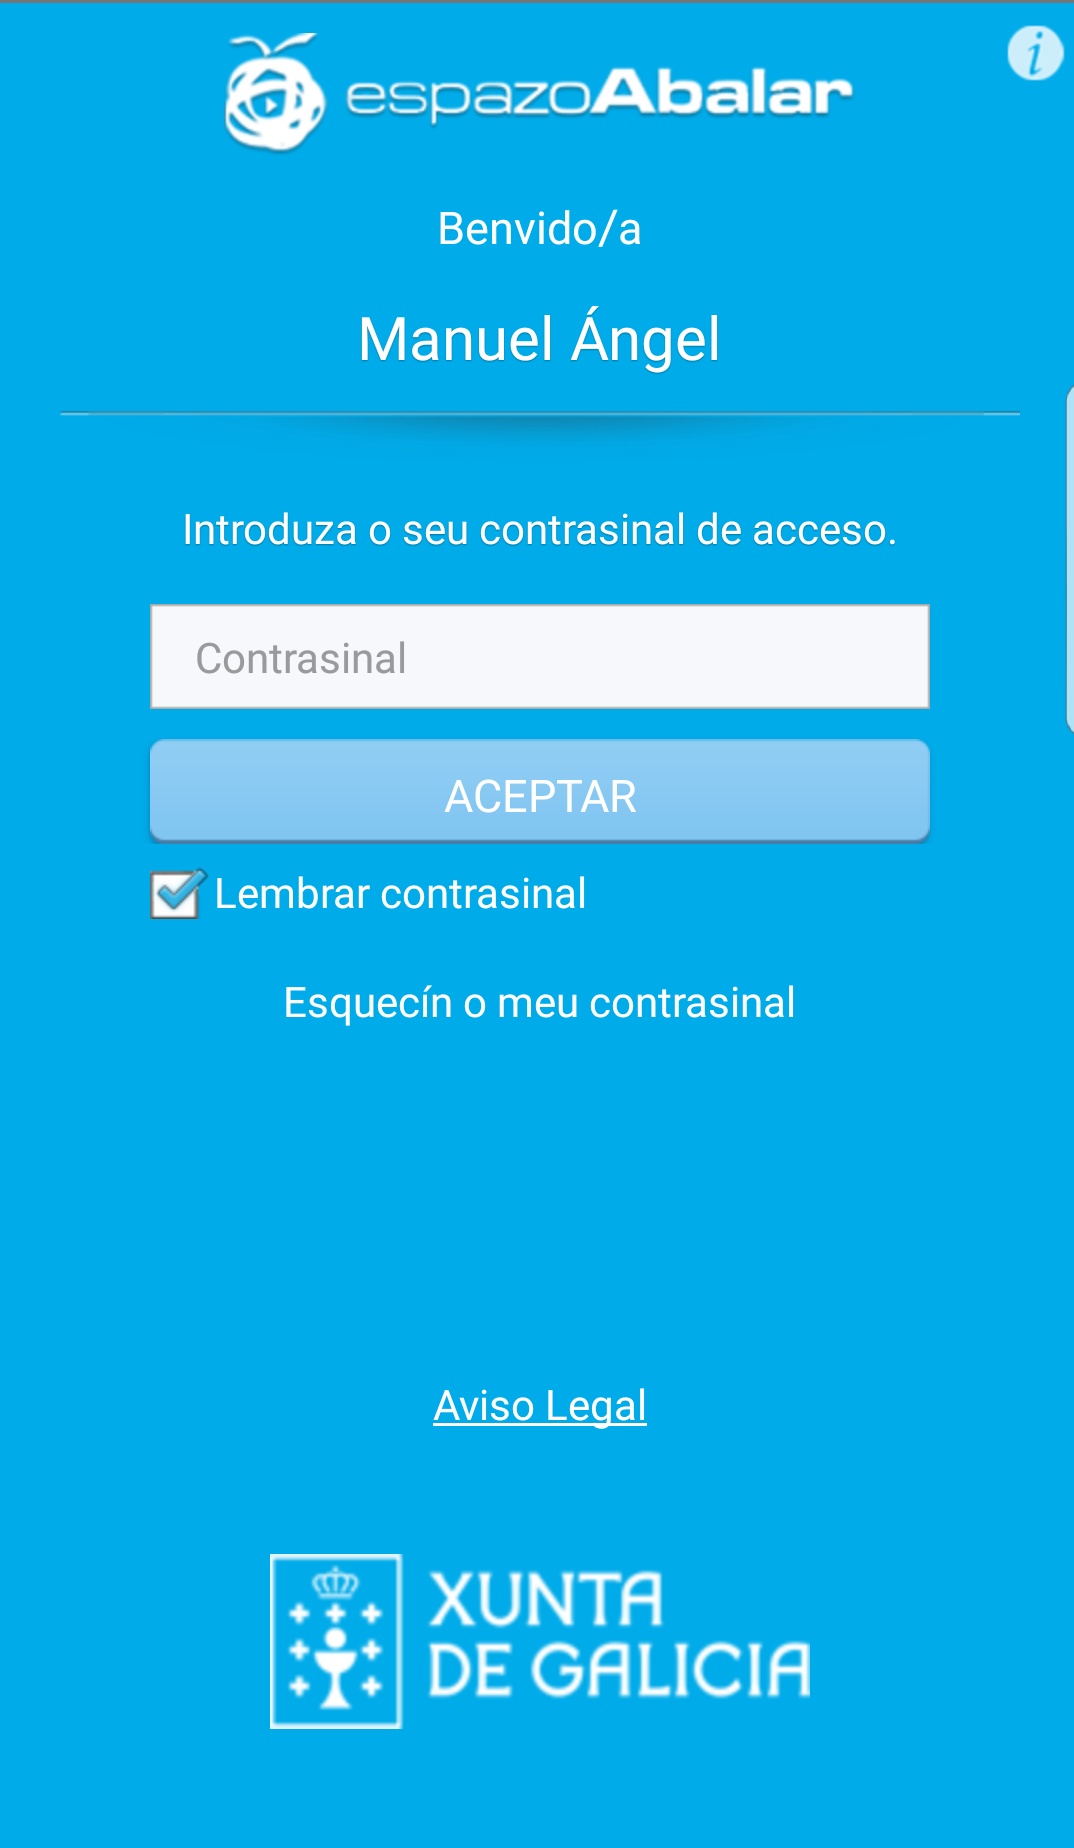 espazoAbalar
i
Benvido/a
Manuel Ángel
Introduza o seu contrasinal de acceso.
Contrasinal
ACEPTAR
Lembrar contrasinal
Esquecín o meu contrasinal
Aviso Legal
XUNTA
DE GALICIA